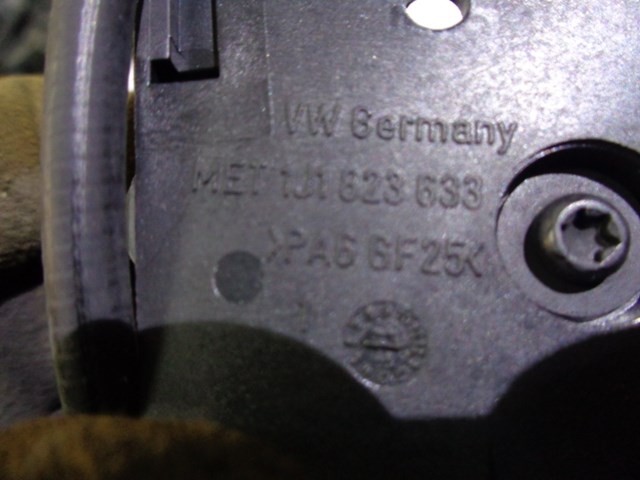 VW Germany
MET 1J1 823 633
>PA6 GF25<